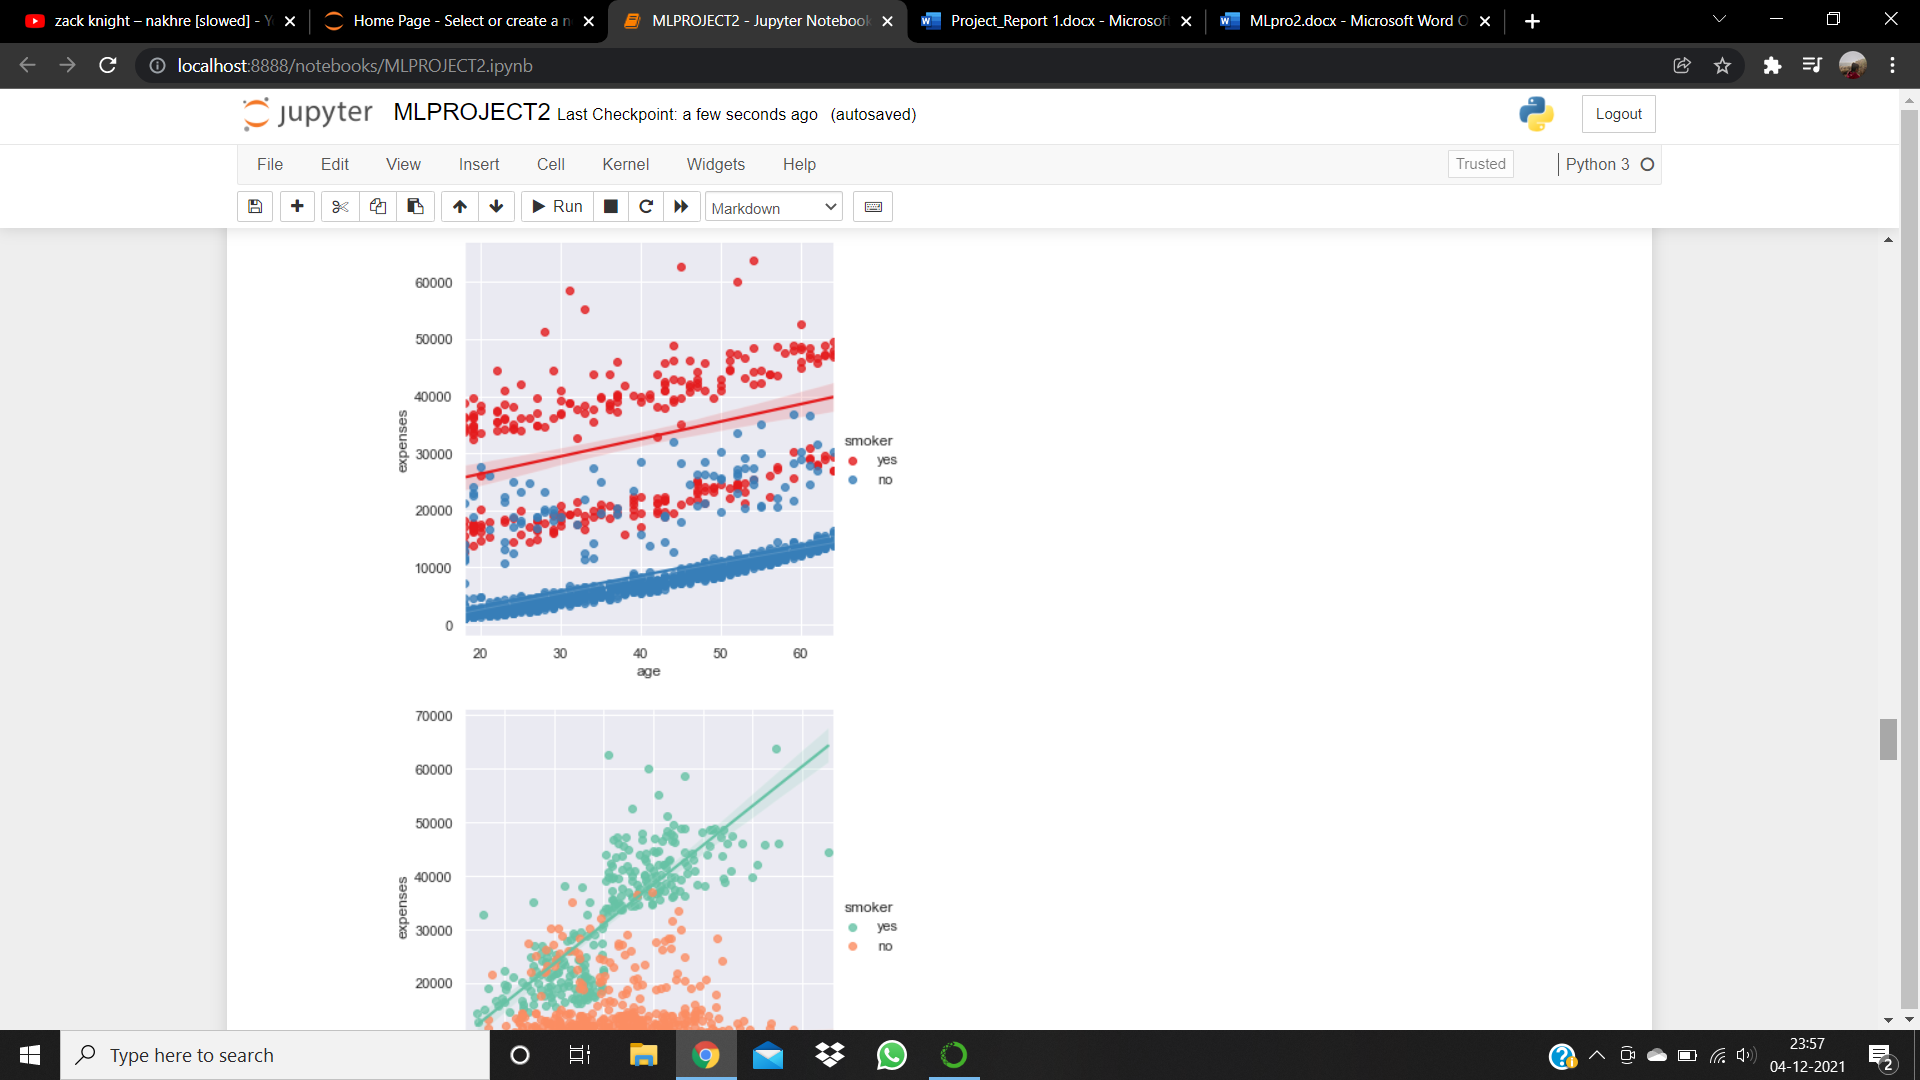 zack knight – nakhre [slowed] - Y
Home Page - Select or create a n
MLPROJECT2 - Jupyter Notebook
Project_Report 1.docx - Microsof
MLpro2.docx - Microsoft Word O
localhost:8888/notebooks/MLPROJECT2.ipynb
jupyter MLPROJECT2 Last Checkpoint: a few seconds ago (autosaved)
Logout
File Edit View Insert Cell Kernel Widgets Help
Trusted
Python 3
Run
Markdown
60000
50000
40000
30000
20000
10000
0
expenses
20 30 40 50 60
age
smoker
yes
no
70000
60000
50000
40000
30000
20000
expenses
smoker
yes
no
Type here to search
23:57
04-12-2021
2